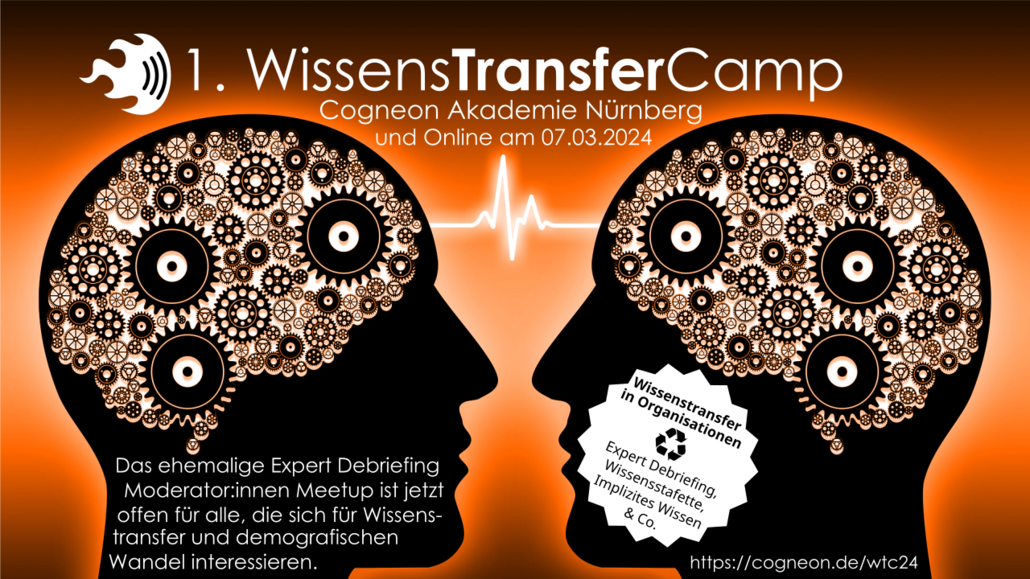 1. WissensTransferCamp
Cogneon Akademie Nürnberg
und Online am 07.03.2024
Wissenstransfer
in Organisationen
Expert Debriefing,
Wissensstafette,
Implizites Wissen
& Co.
Das ehemalige Expert Debriefing
Moderator:innen Meetup ist jetzt
offen für alle, die sich für Wissens-
transfer und demografischen
Wandel interessieren.
https://cogneon.de/wtc24